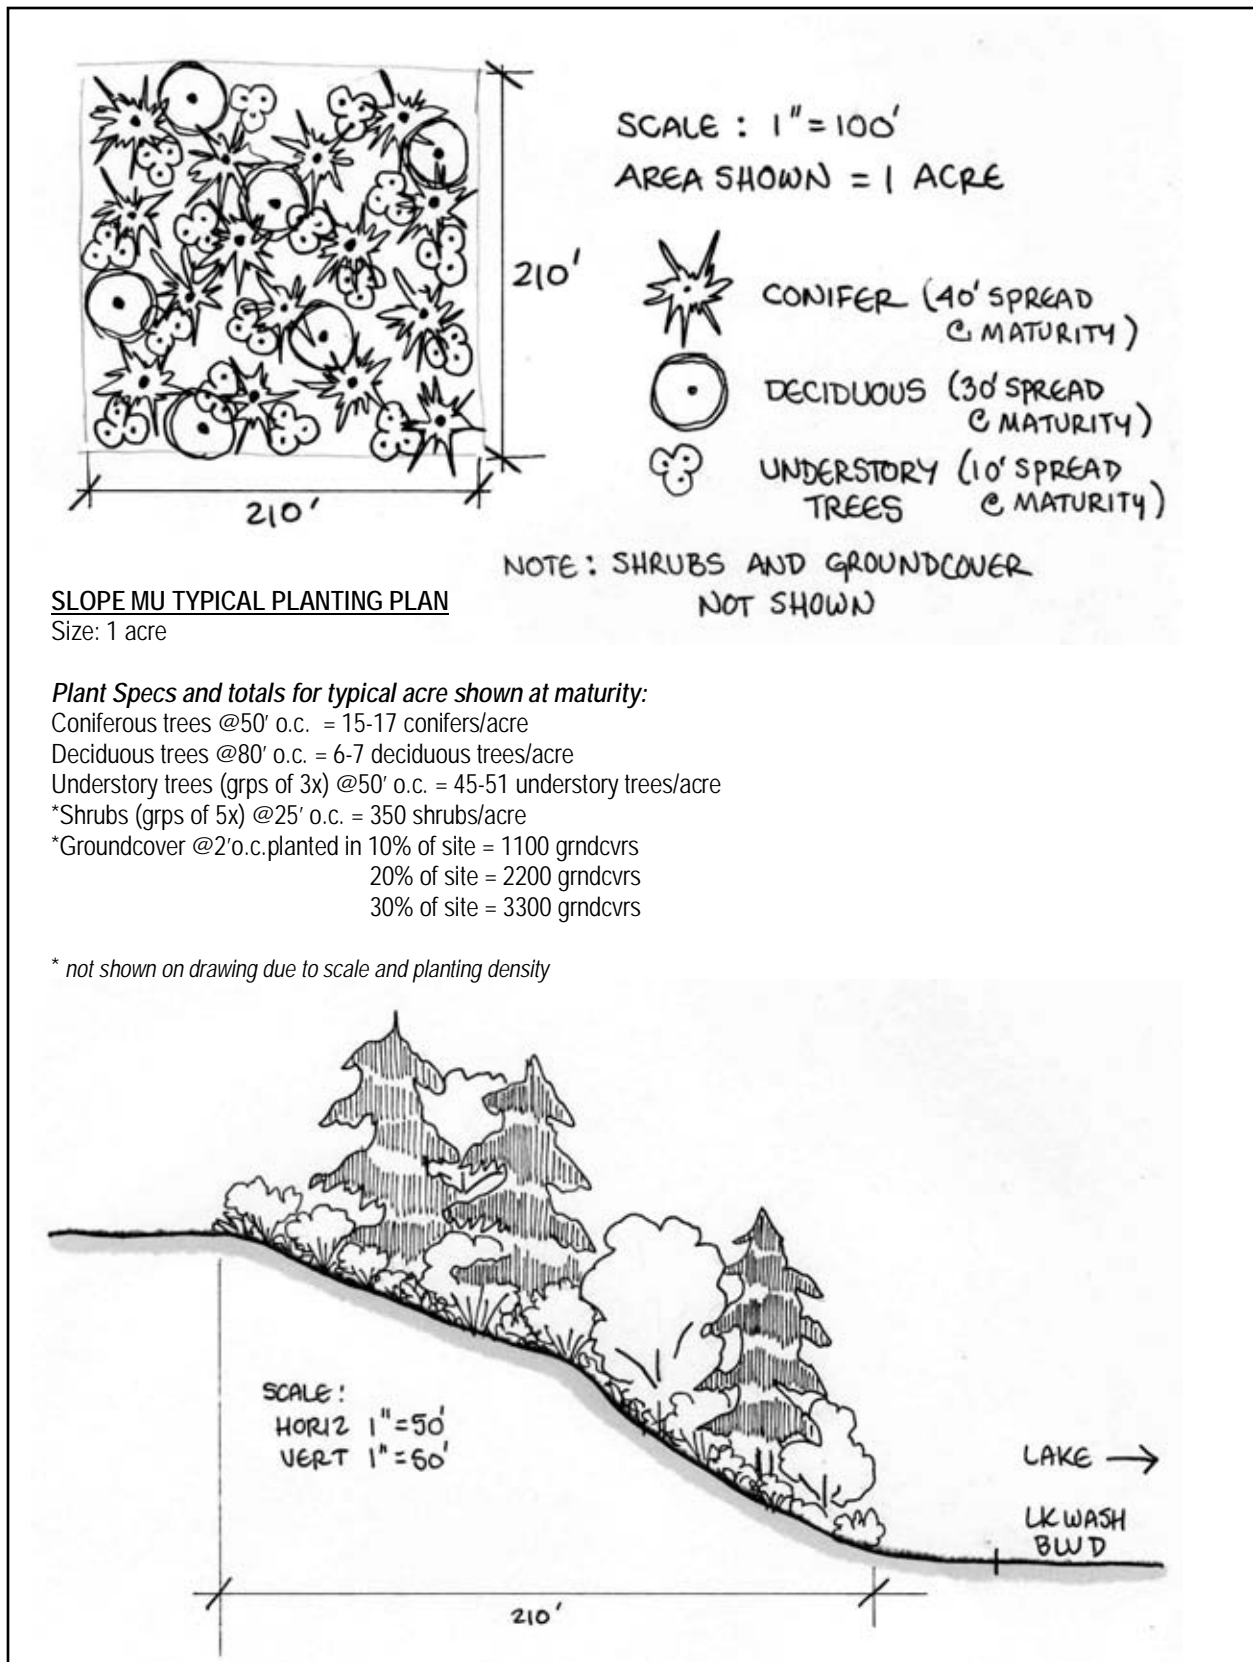 SCALE : 1" = 100'
AREA SHOWN = 1 ACRE
210'
CONIFER (40' SPREAD
@ MATURITY)
DECIDUOUS (30' SPREAD
@ MATURITY)
UNDERSTORY (10' SPREAD
TREES @ MATURITY)
210'
NOTE : SHRUBS AND GROUNDCOVER
NOT SHOWN
SLOPE MU TYPICAL PLANTING PLAN
Size: 1 acre
Plant Specs and totals for typical acre shown at maturity:
Coniferous trees @50' o.c. = 15-17 conifers/acre
Deciduous trees @80' o.c. = 6-7 deciduous trees/acre
Understory trees (grps of 3x) @50' o.c. = 45-51 understory trees/acre
*Shrubs (grps of 5x) @25' o.c. = 350 shrubs/acre
*Groundcover @2'o.c.planted in 10% of site = 1100 grndcvrs
20% of site = 2200 grndcvrs
30% of site = 3300 grndcvrs
* not shown on drawing due to scale and planting density
SCALE :
HORIZ 1" = 50'
VERT 1" = 50'
LAKE →
LK WASH
BLVD
210'